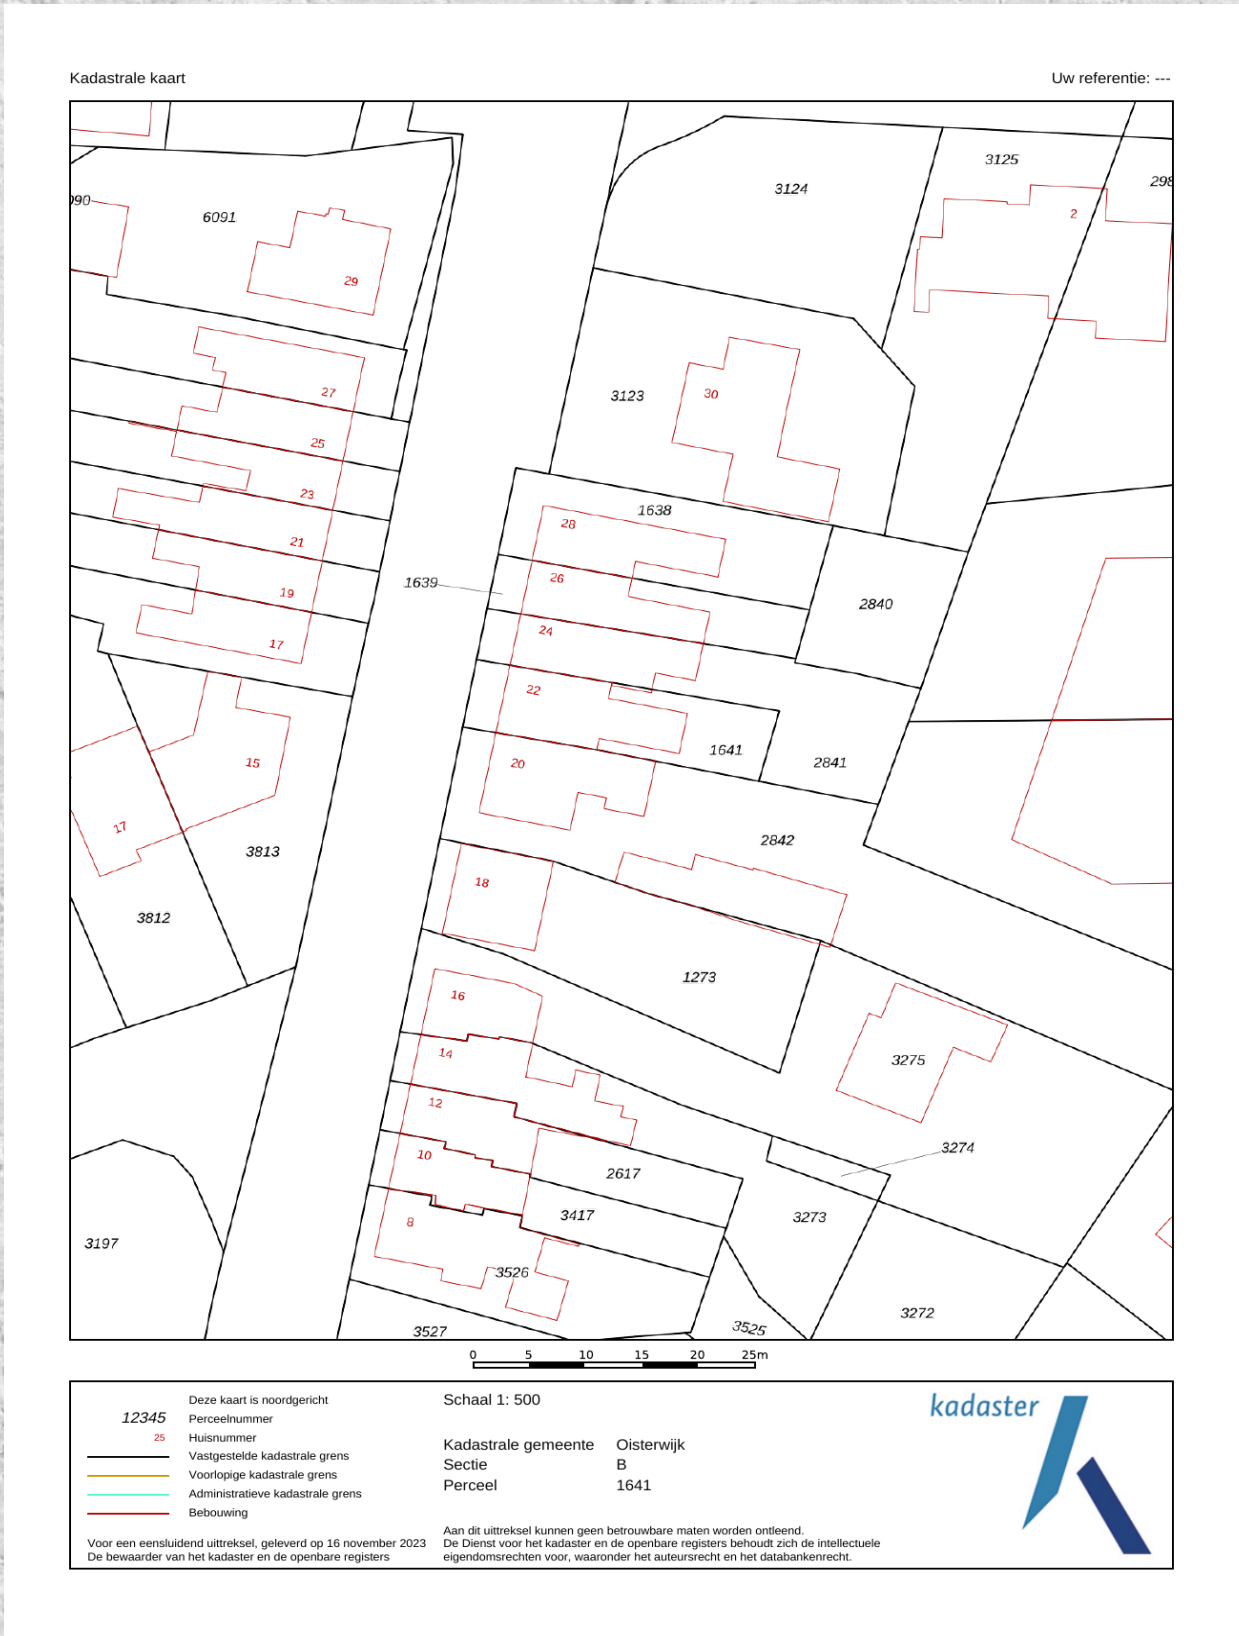 Kadastrale kaart
Uw referentie: ---
3125
3124
6091
2
29
27
3123
30
25
23
1638
28
21
26
1639
19
2840
24
17
22
1641
15
20
2841
17
2842
3813
18
3812
1273
16
14
3275
12
3274
10
2617
3417
8
3273
3197
3526
3272
3527
3525
0 5 10 15 20 25m
Deze kaart is noordgericht
12345 Perceelnummer
25 Huisnummer
Vastgestelde kadastrale grens
Voorlopige kadastrale grens
Administratieve kadastrale grens
Bebouwing
Voor een eensluidend uittreksel, geleverd op 16 november 2023
De bewaarder van het kadaster en de openbare registers
Schaal 1: 500
Kadastrale gemeente Oisterwijk
Sectie B
Perceel 1641
Aan dit uittreksel kunnen geen betrouwbare maten worden ontleend.
De Dienst voor het kadaster en de openbare registers behoudt zich de intellectuele
eigendomsrechten voor, waaronder het auteursrecht en het databankenrecht.
kadaster